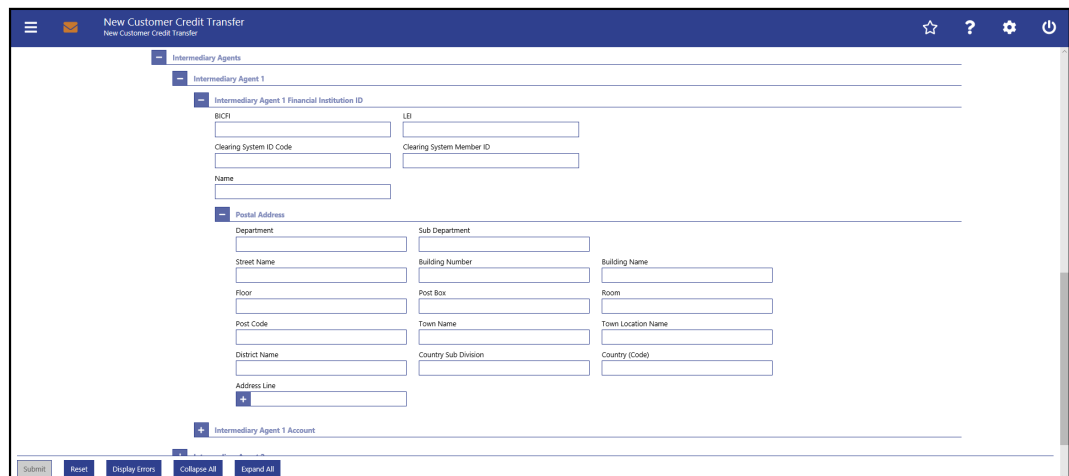 New Customer Credit Transfer
New Customer Credit Transfer
Intermediary Agents
Intermediary Agent 1
Intermediary Agent 1 Financial Institution ID
BICFI LEI
Clearing System ID Code Clearing System Member ID
Name
Postal Address
Department Sub Department
Street Name Building Number Building Name
Floor Post Box Room
Post Code Town Name Town Location Name
District Name Country Sub Division Country (Code)
Address Line
Intermediary Agent 1 Account
Submit Reset Display Errors Collapse All Expand All